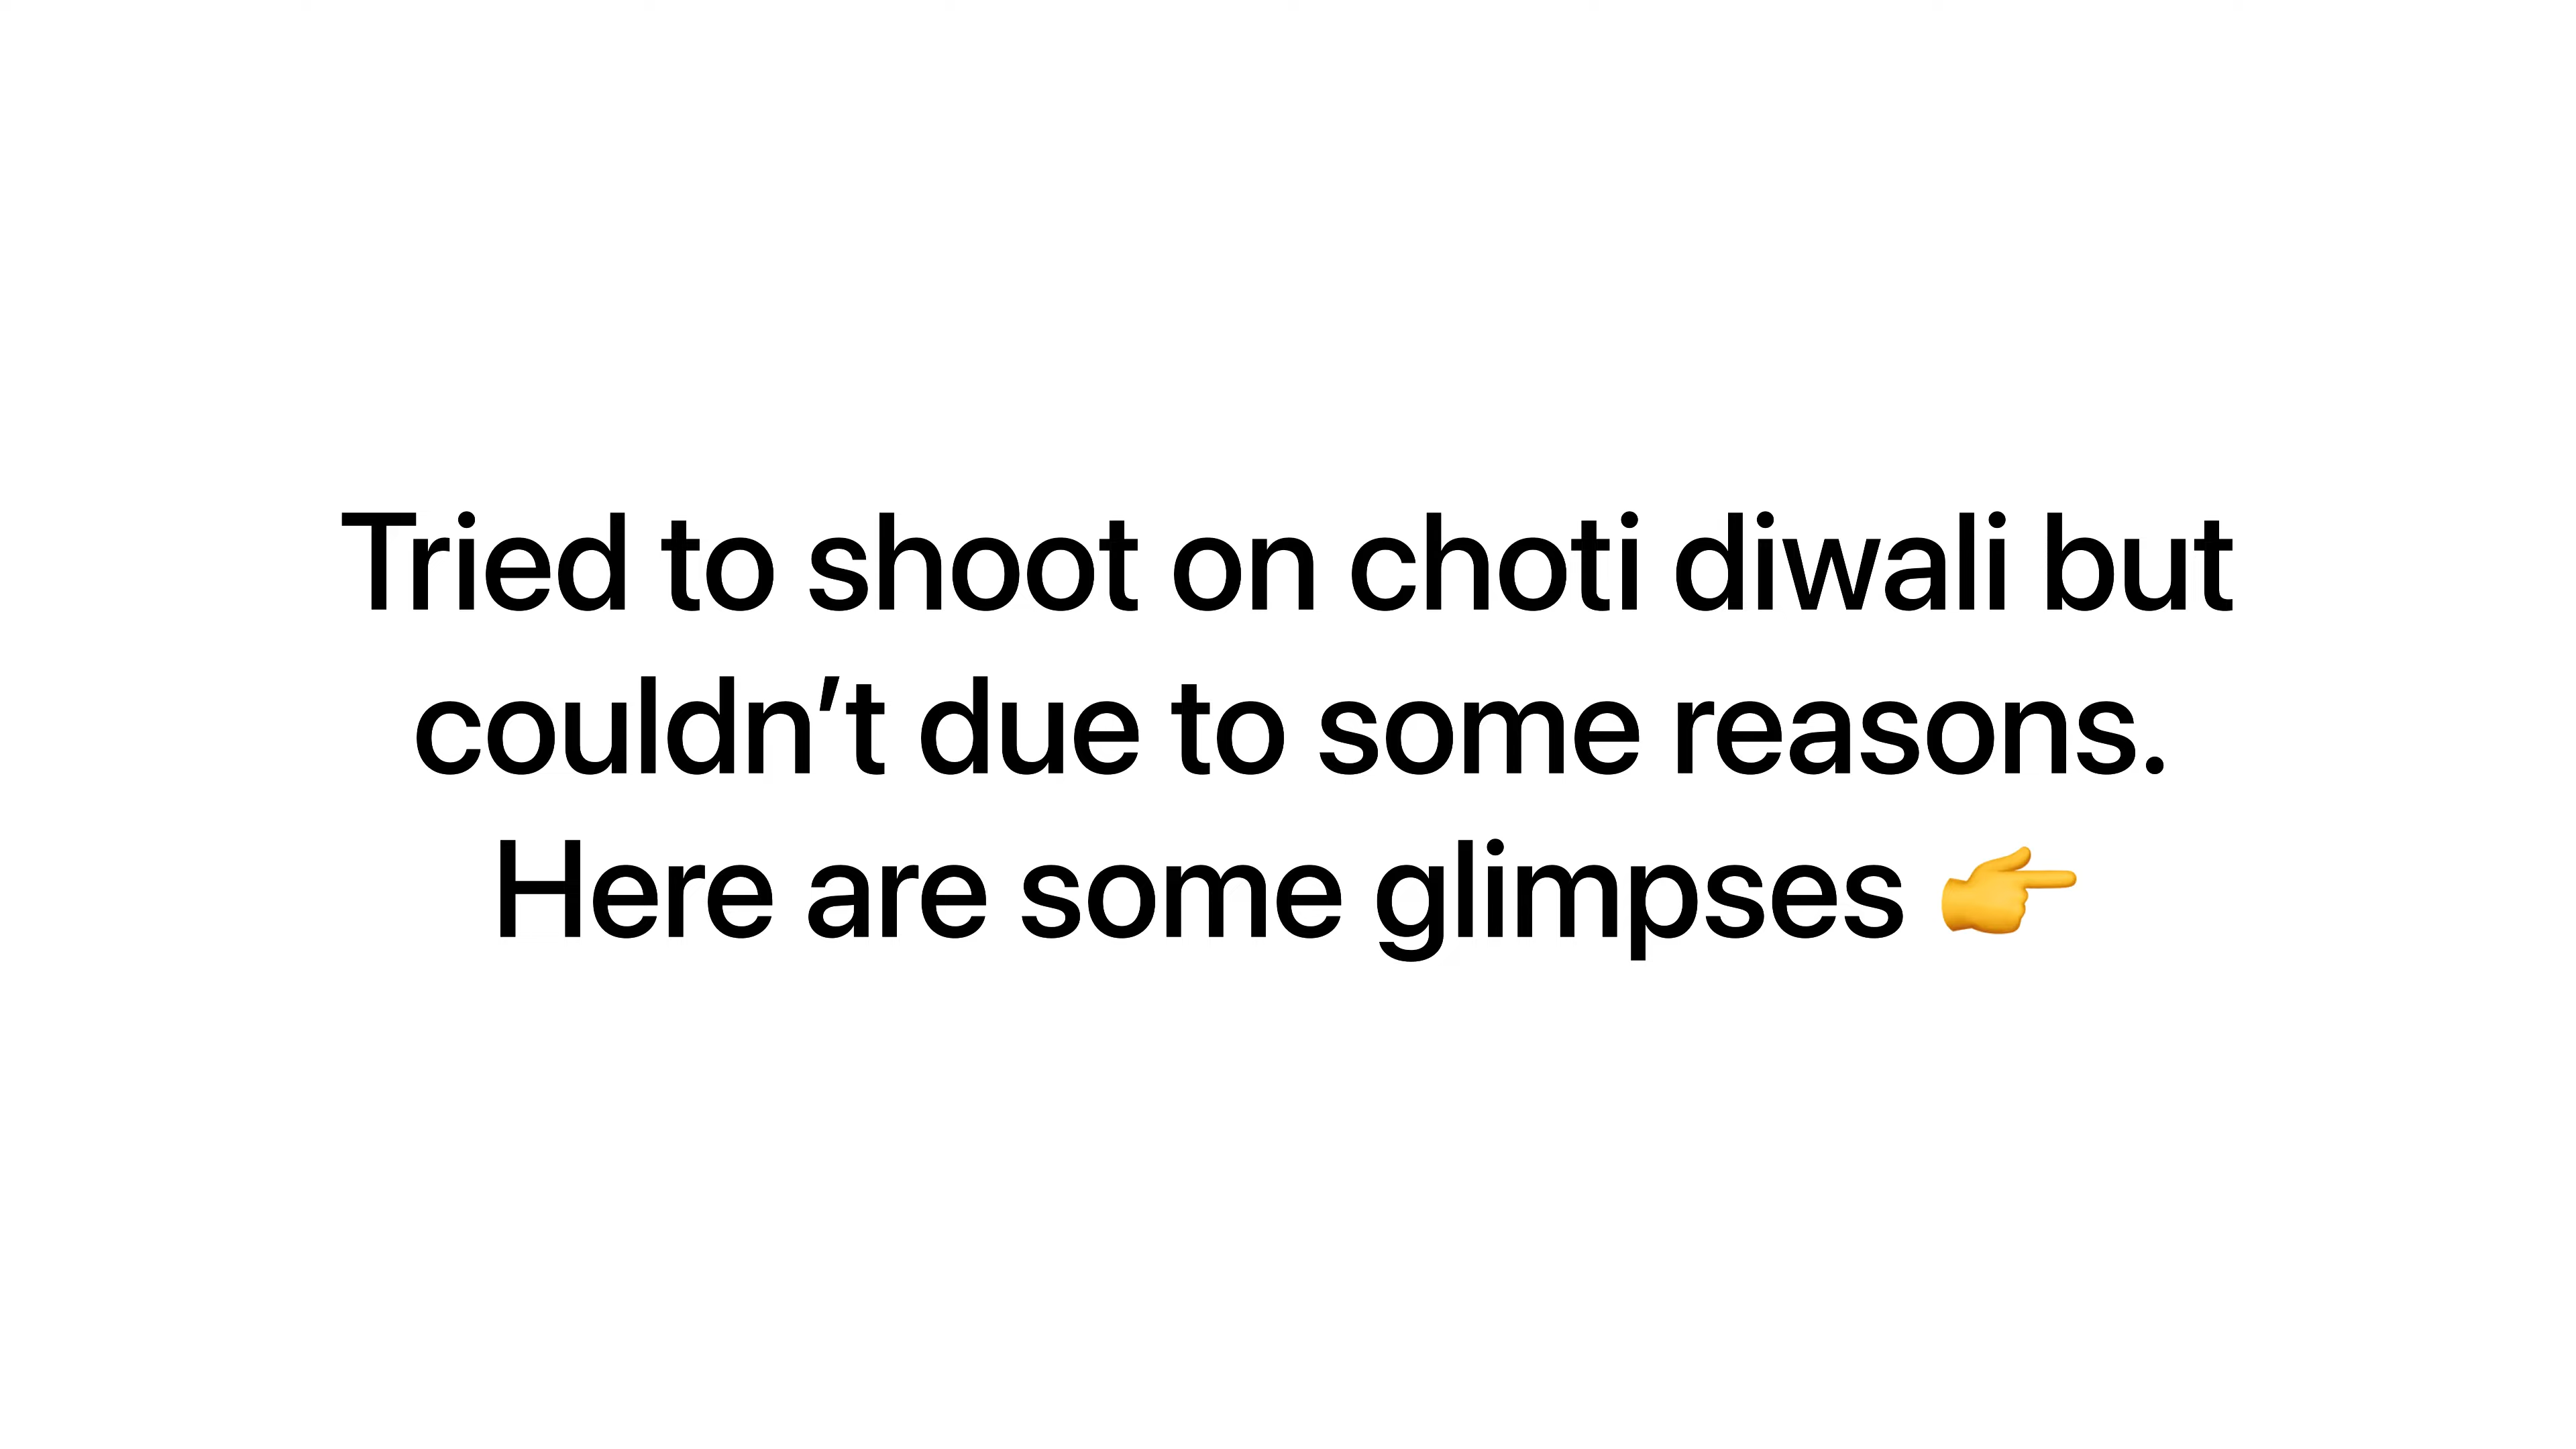 Tried to shoot on choti diwali but
couldn’t due to some reasons.
Here are some glimpses 👉